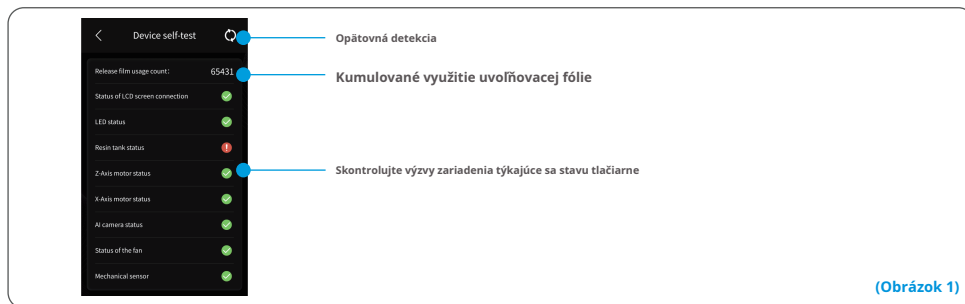 Device self-test
Opätovná detekcia
Release film usage count: 65431
Kumulované využitie uvoľňovacej fólie
Status of LCD screen connection
LED status
Resin tank status
Z-Axis motor status
Skontrolujte výzvy zariadenia týkajúce sa stavu tlačiarne
X-Axis motor status
AI camera status
Status of the fan
Mechanical sensor
(Obrázok 1)